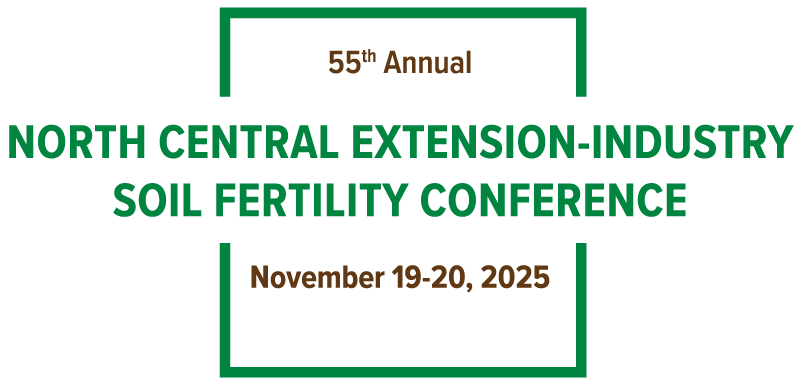 55th Annual
NORTH CENTRAL EXTENSION-INDUSTRY
SOIL FERTILITY CONFERENCE
November 19-20, 2025